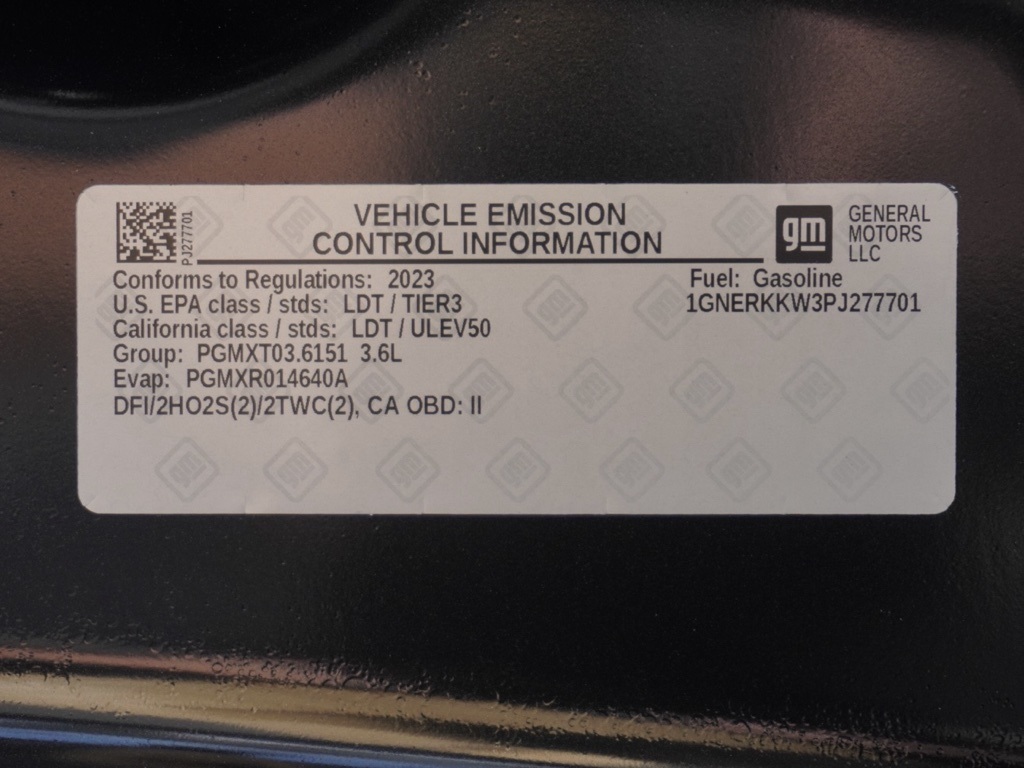 PJ277701
VEHICLE EMISSION
CONTROL INFORMATION
gm
GENERAL
MOTORS
LLC
Conforms to Regulations: 2023
Fuel: Gasoline
U.S. EPA class / stds: LDT / TIER3
1GNERKKW3PJ277701
California class / stds: LDT / ULEV50
Group: PGMXT03.6151 3.6L
Evap: PGMXR014640A
DFI/2HO2S(2)/2TWC(2), CA OBD: II